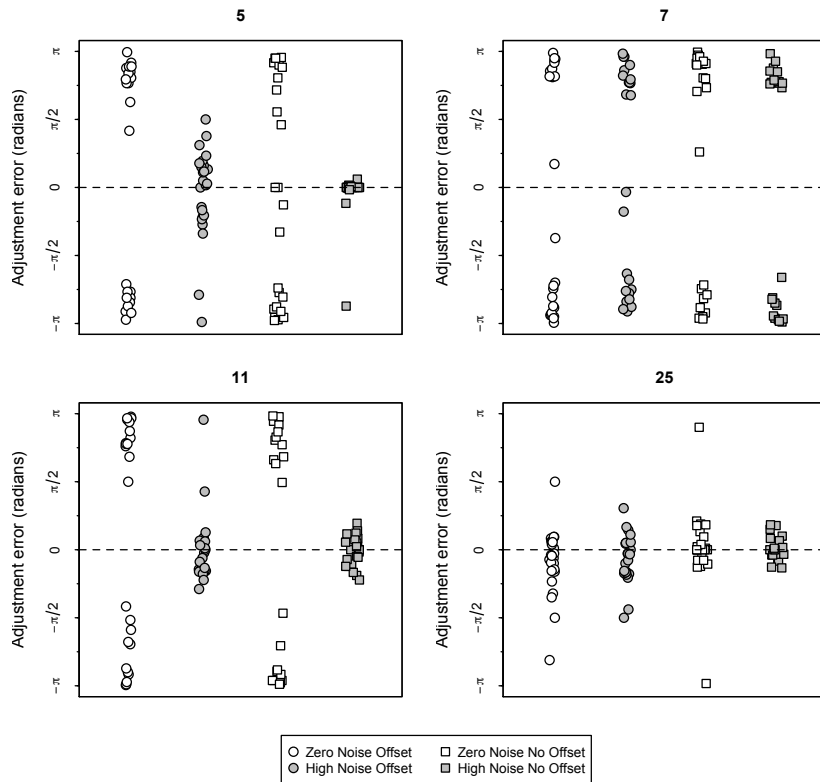 5
7
Adjustment error (radians)
π
π/2
0
−π/2
−π
Adjustment error (radians)
π
π/2
0
−π/2
−π
11
25
Adjustment error (radians)
π
π/2
0
−π/2
−π
Adjustment error (radians)
π
π/2
0
−π/2
−π
Zero Noise Offset
Zero Noise No Offset
High Noise Offset
High Noise No Offset